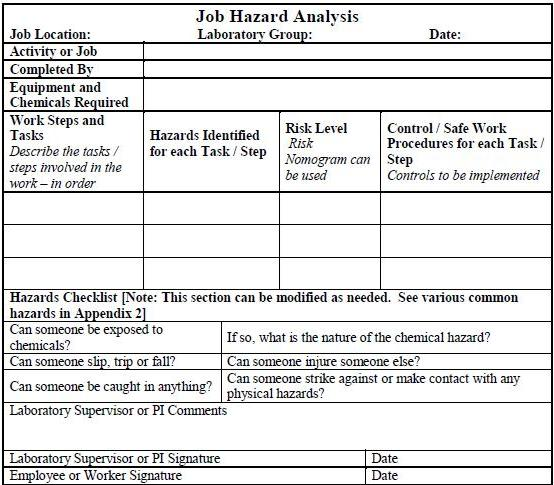 Job Hazard Analysis
Job Location: Laboratory Group: Date:
Activity or Job
Completed By
Equipment and
Chemicals Required
Work Steps and
Tasks
Describe the tasks /
steps involved in the
work – in order
Hazards Identified
for each Task / Step
Risk Level
Risk
Nomogram can
be used
Control / Safe Work
Procedures for each Task /
Step
Controls to be implemented
Hazards Checklist [Note: This section can be modified as needed. See various common
hazards in Appendix 2]
Can someone be exposed to
chemicals?
If so, what is the nature of the chemical hazard?
Can someone slip, trip or fall?
Can someone injure someone else?
Can someone be caught in anything?
Can someone strike against or make contact with any
physical hazards?
Laboratory Supervisor or PI Comments
Laboratory Supervisor or PI Signature
Date
Employee or Worker Signature
Date